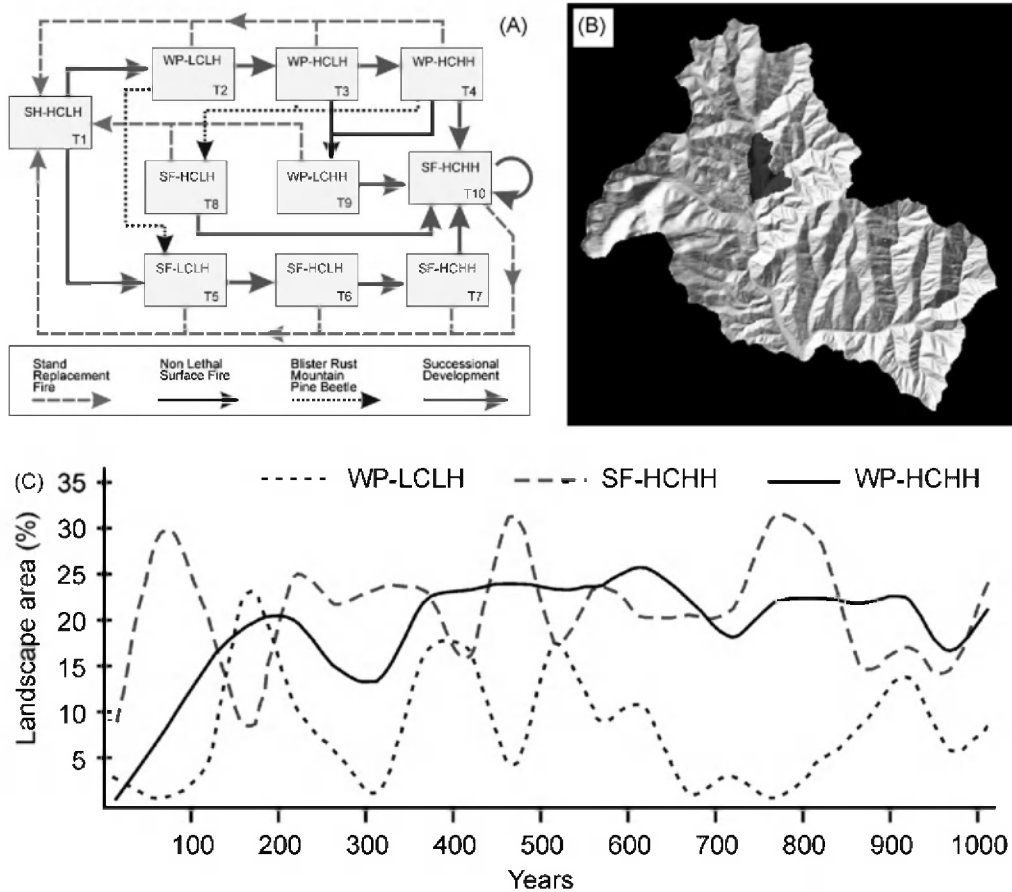 (A)
WP-LCLH
T2
WP-HCLH
T3
WP-HCHH
T4
SH-HCLH
T1
SF-HCLH
T8
WP-LCHH
T9
SF-HCHH
T10
SF-LCLH
T5
SF-HCLH
T6
SF-HCHH
T7
Stand
Replacement
Fire
Non Lethal
Surface Fire
Blister Rust
Mountain
Pine Beetle
Successional
Development
(B)
(C)
WP-LCLH
SF-HCHH
WP-HCHH
Landscape area (%)
35
30
25
20
15
10
5
100 200 300 400 500 600 700 800 900 1000
Years